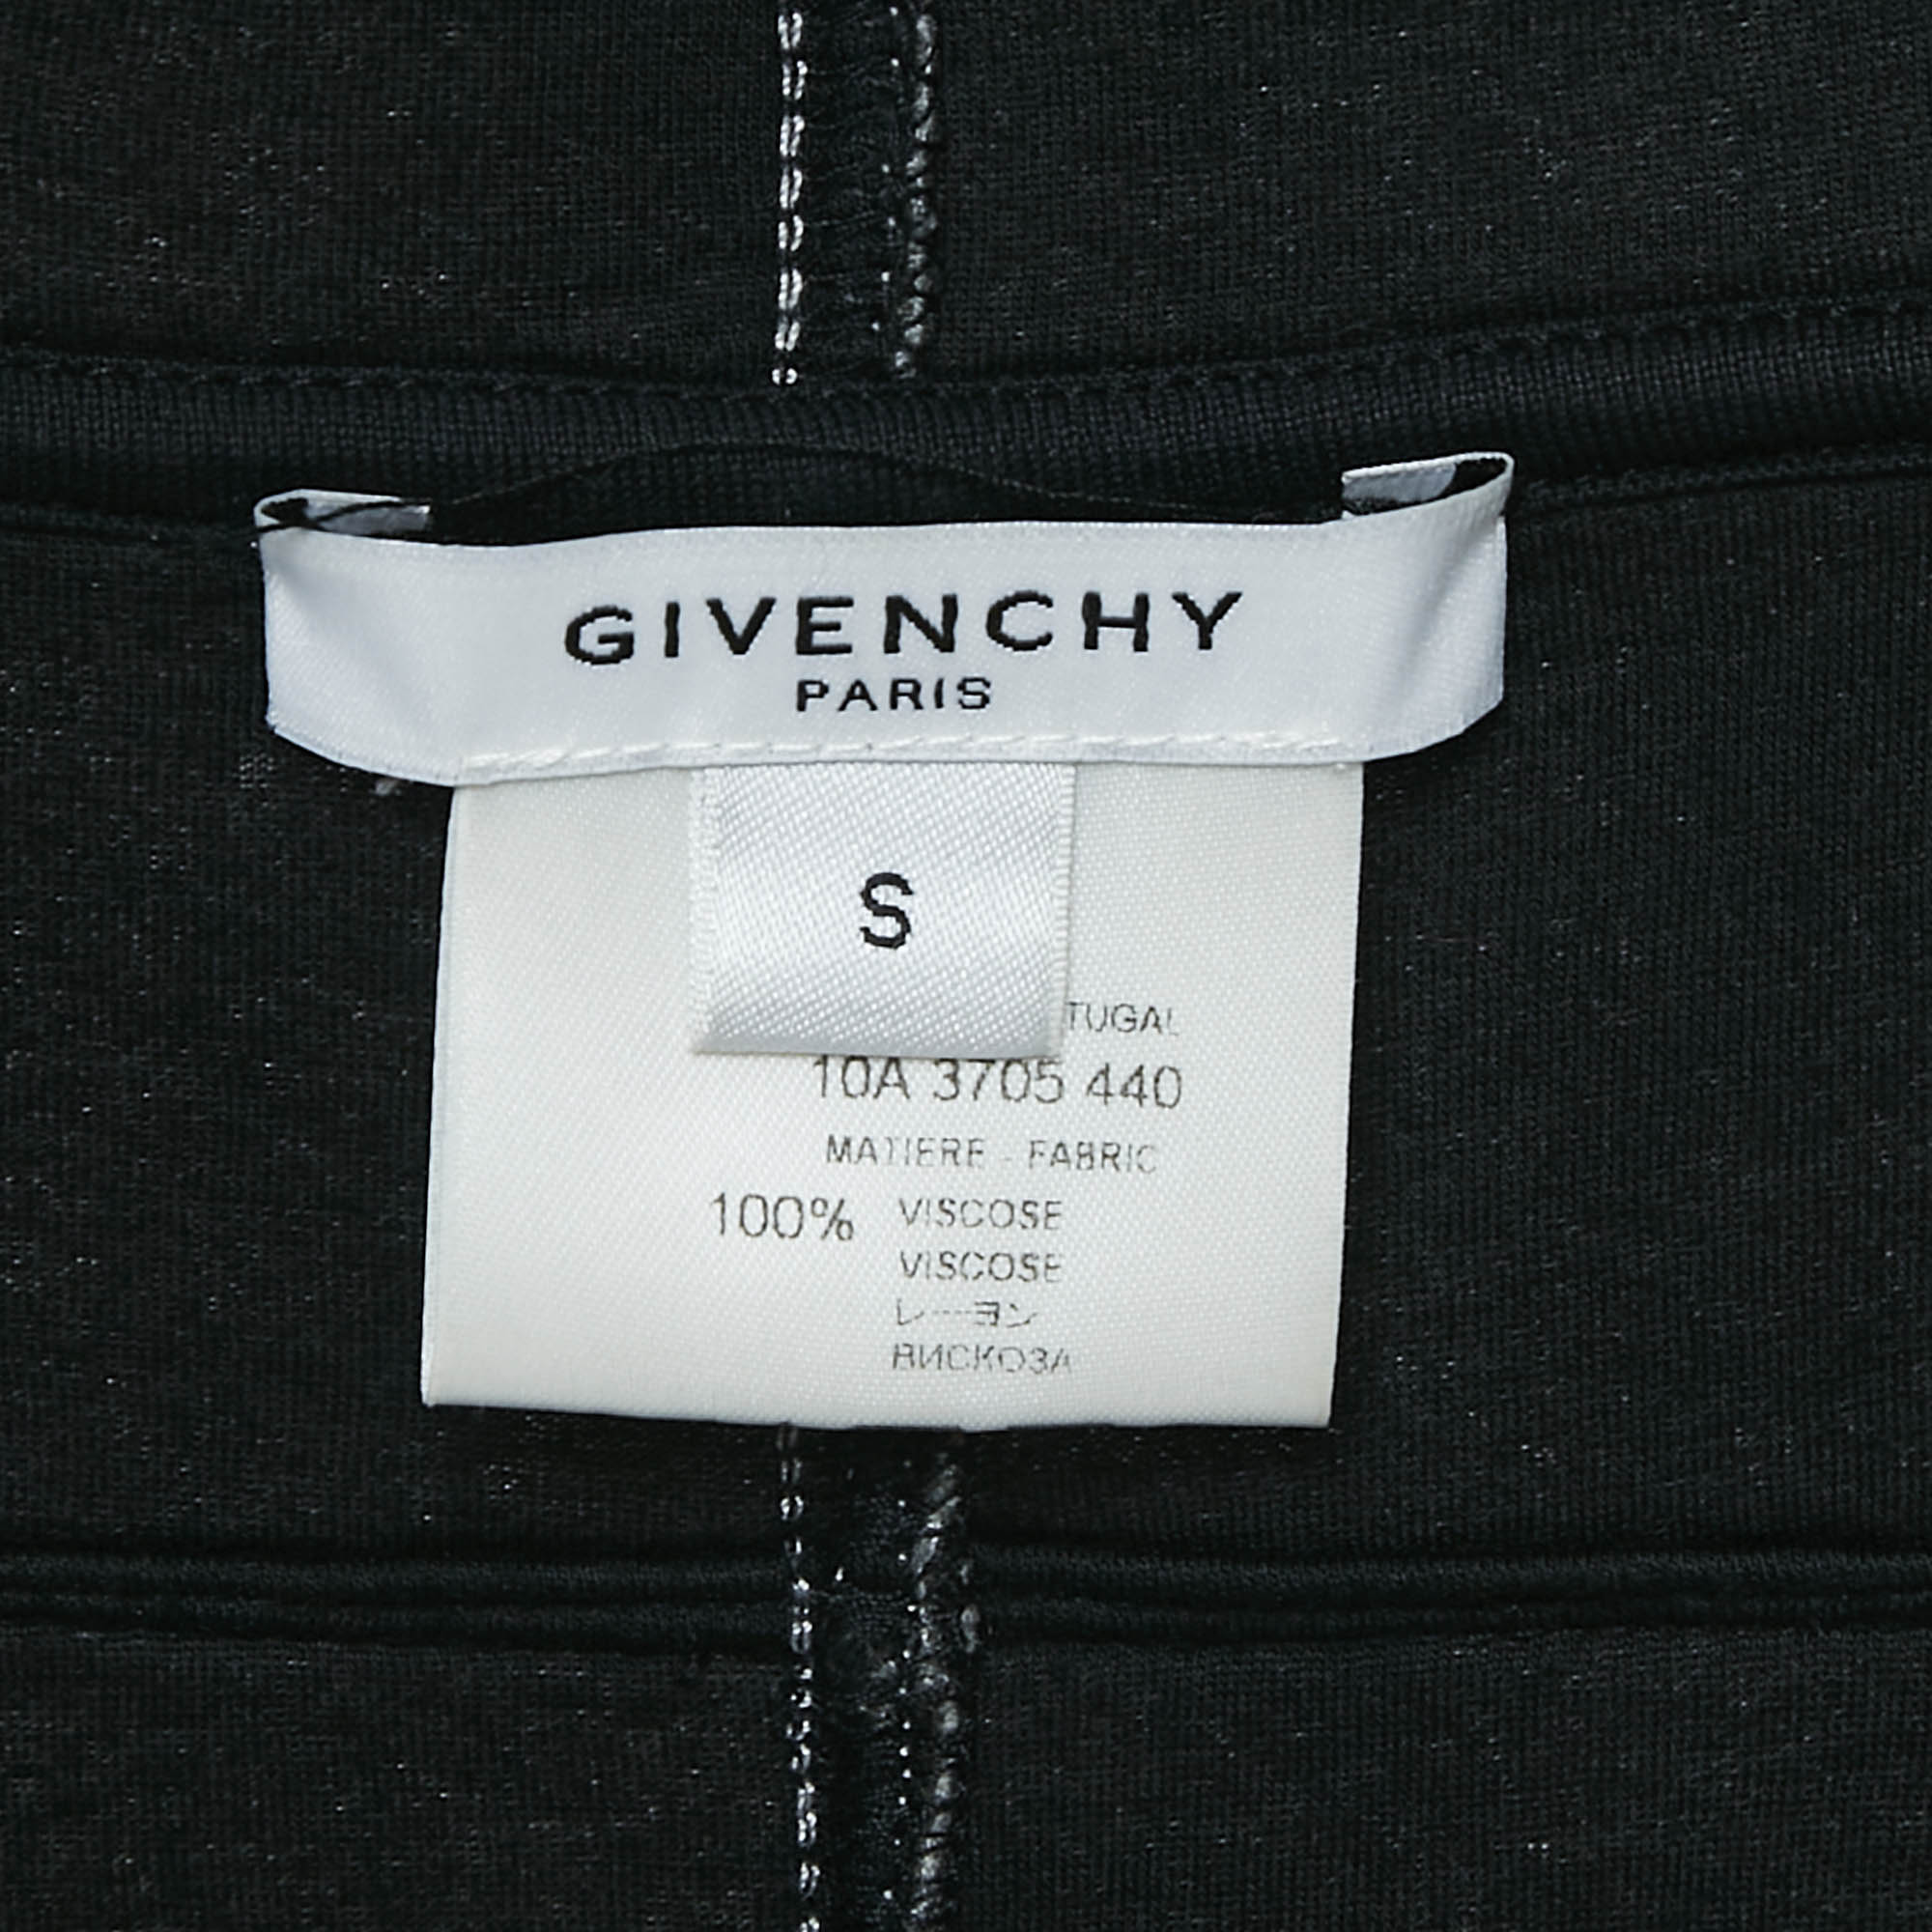 GIVENCHY
PARIS
S
TUGAL
10A 3705 440
MATIERE - FABRIC
100% VISCOSE
VISCOSE
レーヨン
ВИСКОЗА